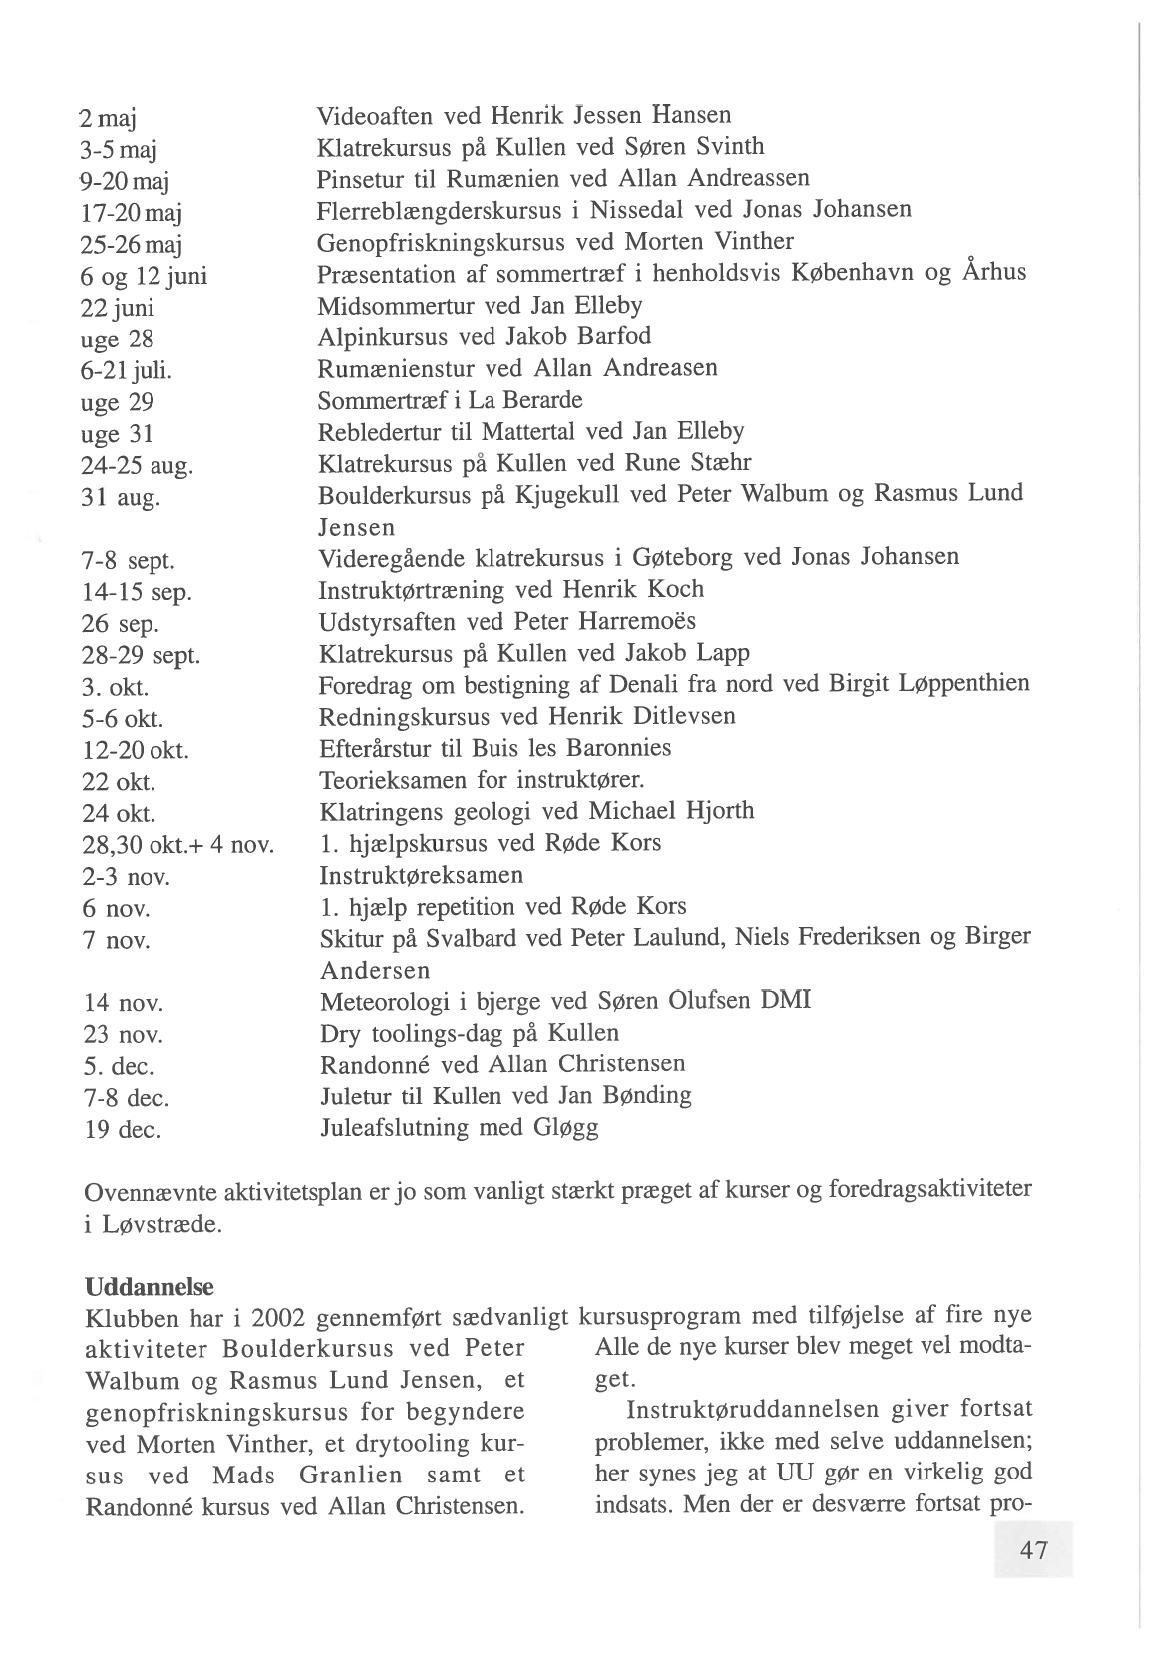 2 maj Videoaften ved Henrik Jessen Hansen
3-5 maj Klatrekursus på Kullen ved Søren Svinth
9-20 maj Pinsetur til Rumænien ved Allan Andreassen
17-20 maj Flerreblængderskursus i Nissedal ved Jonas Johansen
25-26 maj Genopfriskningskursus ved Morten Vinther
6 og 12 juni Præsentation af sommertræf i henholdsvis København og Århus
22 juni Midsommertur ved Jan Elleby
uge 28 Alpinkursus ved Jakob Barfod
6-21 juli. Rumænienstur ved Allan Andreasen
uge 29 Sommertræf i La Berarde
uge 31 Rebledertur til Mattertal ved Jan Elleby
24-25 aug. Klatrekursus på Kullen ved Rune Stæhr
31 aug. Boulderkursus på Kjugekull ved Peter Walbum og Rasmus Lund
Jensen
7-8 sept. Videregående klatrekursus i Gøteborg ved Jonas Johansen
14-15 sep. Instruktørtræning ved Henrik Koch
26 sep. Udstyrsaften ved Peter Harremoës
28-29 sept. Klatrekursus på Kullen ved Jakob Lapp
3. okt. Foredrag om bestigning af Denali fra nord ved Birgit Løppenthien
5-6 okt. Redningskursus ved Henrik Ditlevsen
12-20 okt. Efterårstur til Buis les Baronnies
22 okt. Teorieksamen for instruktører.
24 okt. Klatringens geologi ved Michael Hjorth
28,30 okt.+ 4 nov. 1. hjælpskursus ved Røde Kors
2-3 nov. Instruktøreksamen
6 nov. 1. hjælp repetition ved Røde Kors
7 nov. Skitur på Svalbard ved Peter Laulund, Niels Frederiksen og Birger
Andersen
14 nov. Meteorologi i bjerge ved Søren Olufsen DMI
23 nov. Dry toolings-dag på Kullen
5. dec. Randonné ved Allan Christensen
7-8 dec. Juletur til Kullen ved Jan Bønding
19 dec. Juleafslutning med Gløgg
Ovennævnte aktivitetsplan er jo som vanligt stærkt præget af kurser og foredragsaktiviteter
i Løvstræde.
Uddannelse
Klubben har i 2002 gennemført sædvanligt kursusprogram med tilføjelse af fire nye
aktiviteter Boulderkursus ved Peter
Walbum og Rasmus Lund Jensen, et
genopfriskningskursus for begyndere
ved Morten Vinther, et drytooling kur-
sus ved Mads Granlien samt et
Randonné kursus ved Allan Christensen.
Alle de nye kurser blev meget vel modta-
get.
Instruktøruddannelsen giver fortsat
problemer, ikke med selve uddannelsen;
her synes jeg at UU gør en virkelig god
indsats. Men der er desværre fortsat pro-
47